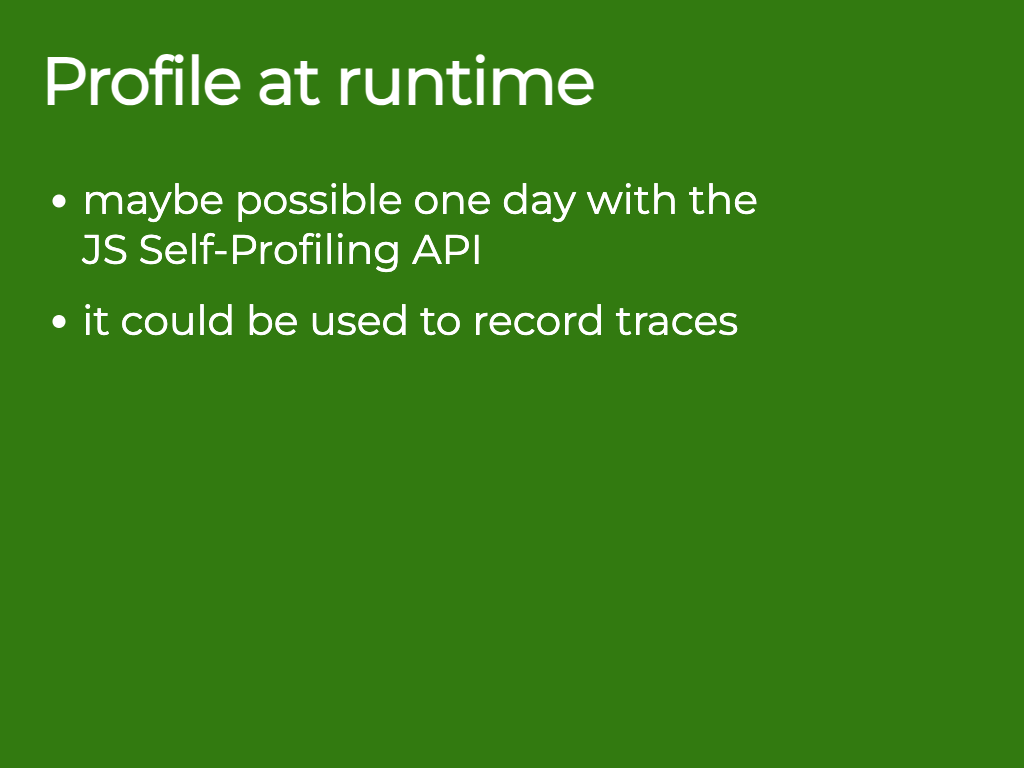 Profile at runtime
• maybe possible one day with the
JS Self-Profiling API
• it could be used to record traces